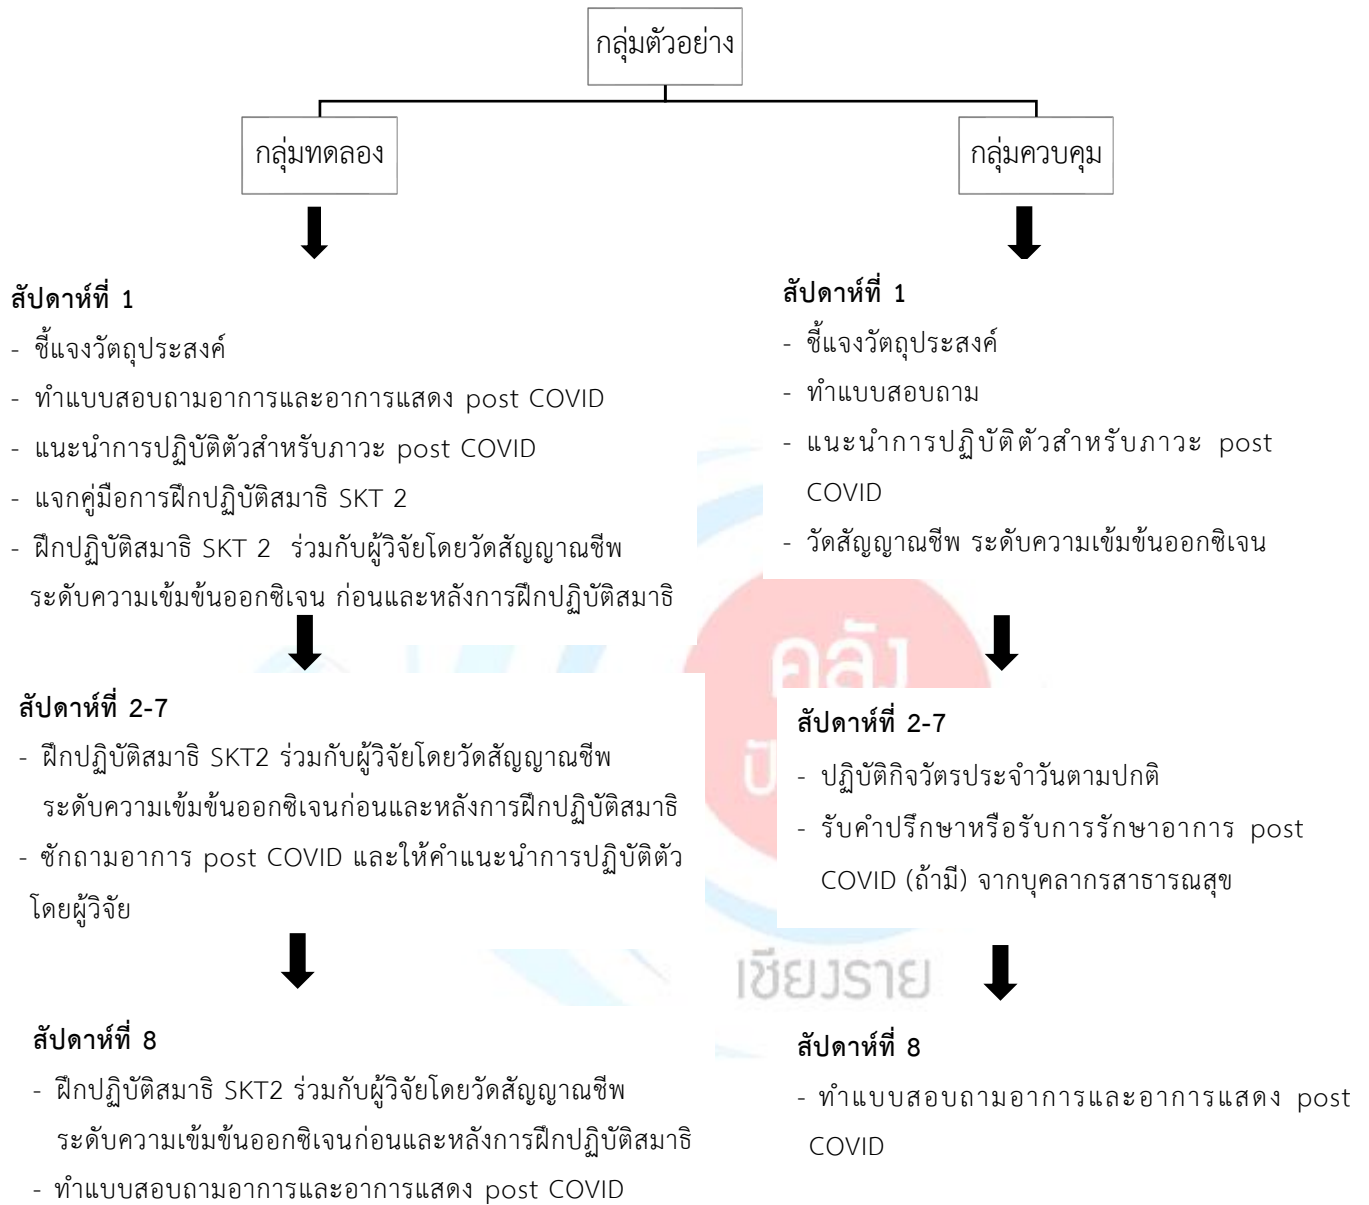 กลุ่มตัวอย่าง
กลุ่มทดลอง
กลุ่มควบคุม
สัปดาห์ที่ 1
- ชี้แจงวัตถุประสงค์
- ทำแบบสอบถามอาการและอาการแสดง post COVID
- แนะนำการปฏิบัติตัวสำหรับภาวะ post COVID
- แจกคู่มือการฝึกปฏิบัติสมาธิ SKT 2
- ฝึกปฏิบัติสมาธิ SKT 2 ร่วมกับผู้วิจัยโดยวัดสัญญาณชีพ
ระดับความเข้มข้นออกซิเจน ก่อนและหลังการฝึกปฏิบัติสมาธิ
สัปดาห์ที่ 2-7
- ฝึกปฏิบัติสมาธิ SKT2 ร่วมกับผู้วิจัยโดยวัดสัญญาณชีพ
ระดับความเข้มข้นออกซิเจนก่อนและหลังการฝึกปฏิบัติสมาธิ
- ซักถามอาการ post COVID และให้คำแนะนำการปฏิบัติตัว
โดยผู้วิจัย
สัปดาห์ที่ 8
- ฝึกปฏิบัติสมาธิ SKT2 ร่วมกับผู้วิจัยโดยวัดสัญญาณชีพ
ระดับความเข้มข้นออกซิเจนก่อนและหลังการฝึกปฏิบัติสมาธิ
- ทำแบบสอบถามอาการและอาการแสดง post COVID
สัปดาห์ที่ 1
- ชี้แจงวัตถุประสงค์
- ทำแบบสอบถาม
- แนะนำการปฏิบัติตัวสำหรับภาวะ post
COVID
- วัดสัญญาณชีพ ระดับความเข้มข้นออกซิเจน
สัปดาห์ที่ 2-7
- ปฏิบัติกิจวัตรประจำวันตามปกติ
- รับคำปรึกษาหรือรับการรักษาอาการ post
COVID (ถ้ามี) จากบุคลากรสาธารณสุข
สัปดาห์ที่ 8
- ทำแบบสอบถามอาการและอาการแสดง post
COVID
คลัง
เชียงราย